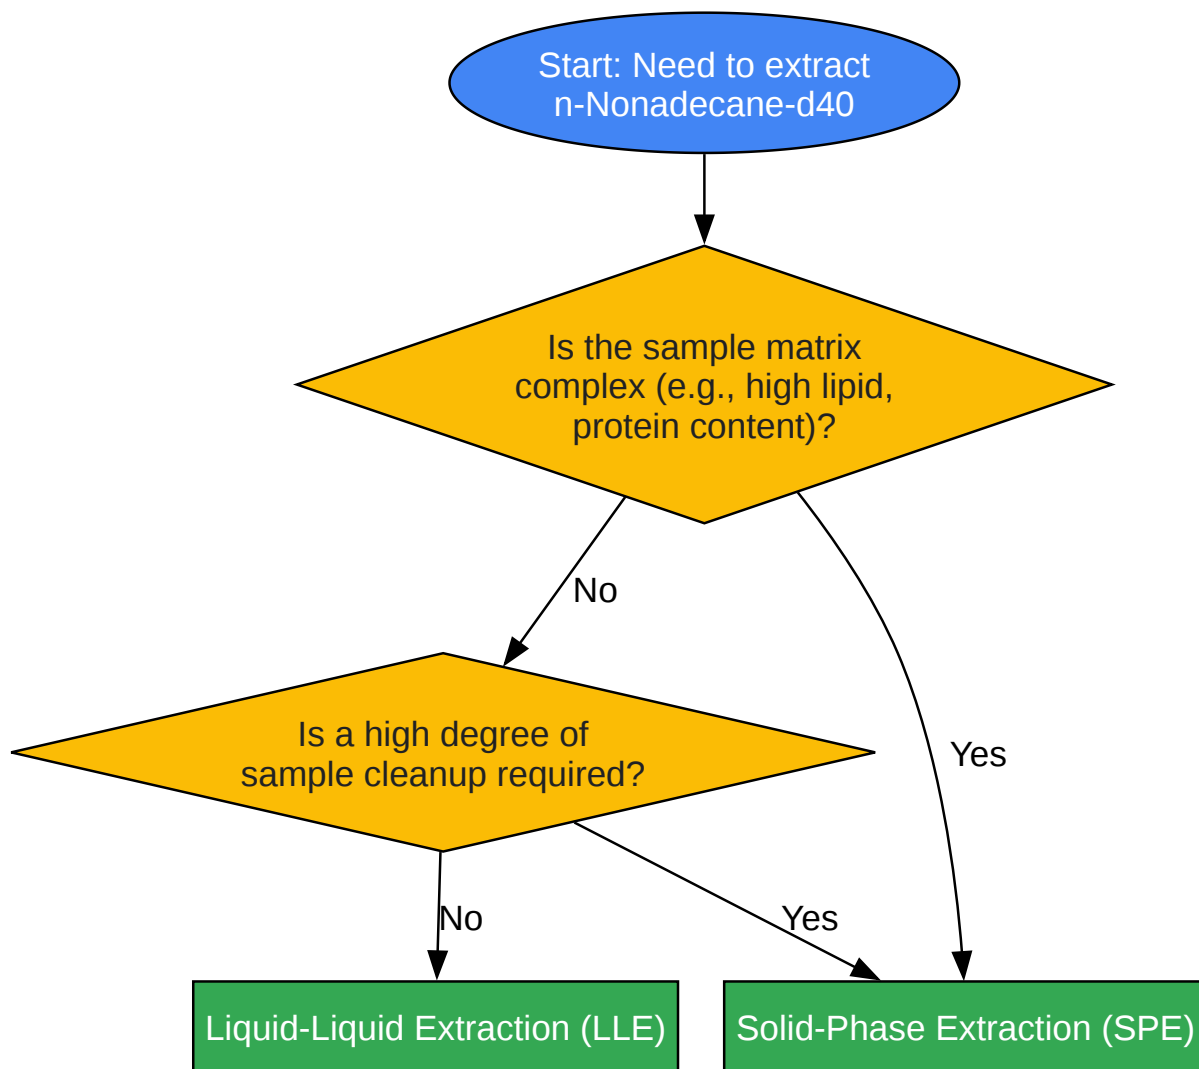 Start: Need to extract
n-Nonadecane-d40
Is the sample matrix
complex (e.g., high lipid,
protein content)?
No
Yes
Is a high degree of
sample cleanup required?
No
Yes
Liquid-Liquid Extraction (LLE)
Solid-Phase Extraction (SPE)